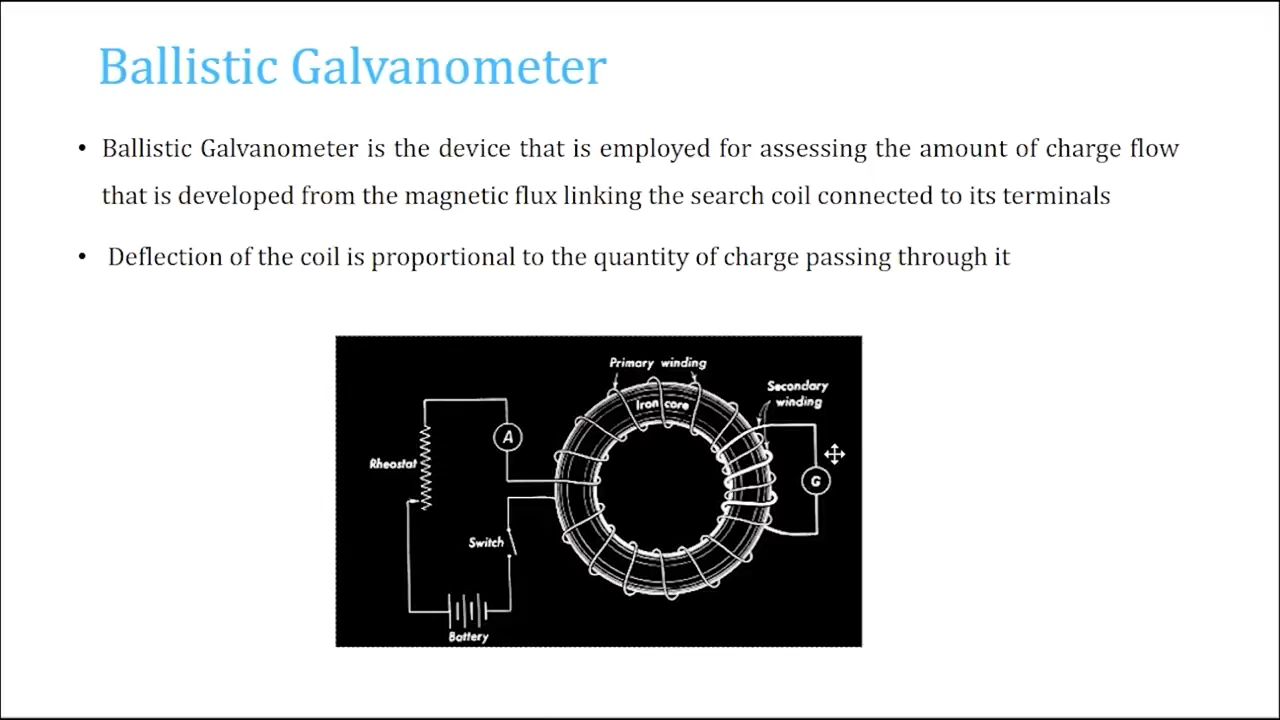 Ballistic Galvanometer
• Ballistic Galvanometer is the device that is employed for assessing the amount of charge flow
that is developed from the magnetic flux linking the search coil connected to its terminals
• Deflection of the coil is proportional to the quantity of charge passing through it
Primary winding
Secondary
winding
Iron core
A
Rheostat
G
Switch
Battery